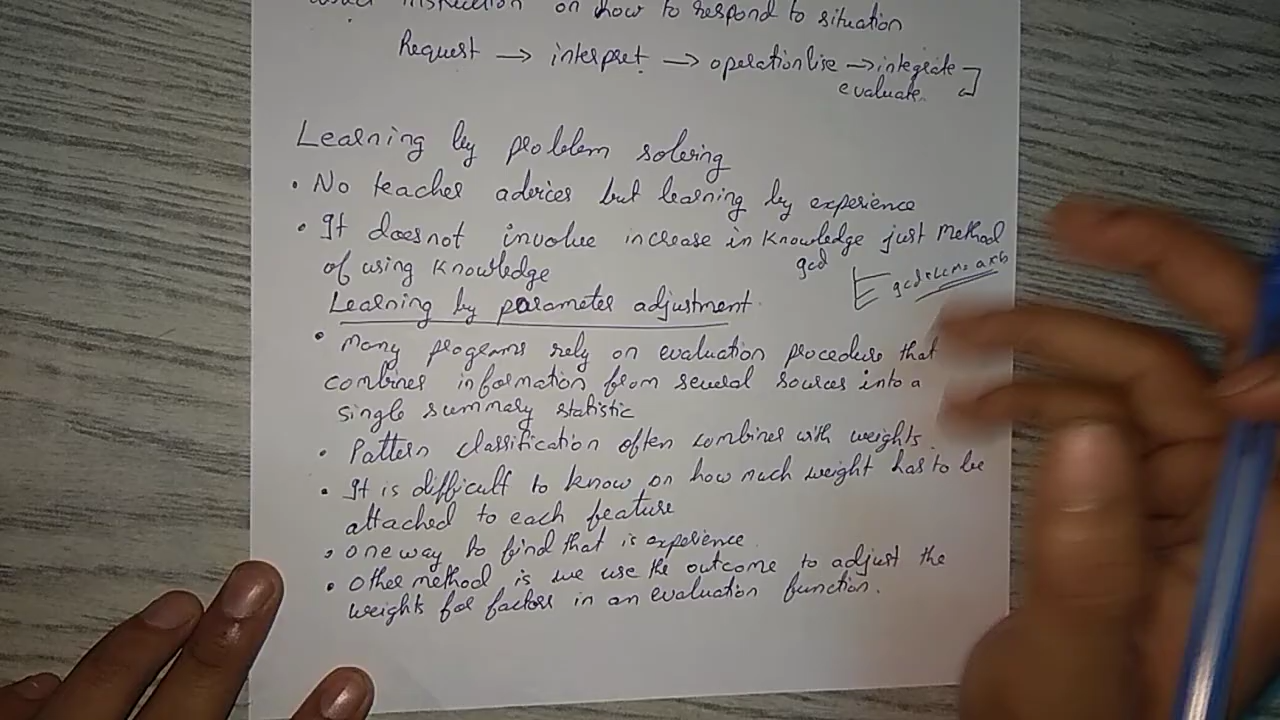 instruction on how to respond to situation
Request → interpret → operationlise → integrate
evaluate
Learning by problem solving
• No teacher advices but learning by experience
• It doesnot involve increase in knowledge just method
of using knowledge
gcd
gcd*LCM = a×b
Learning by parameter adjustment
• Many programs rely on evaluation procedure that
combines information from several sources into a
single summary statistic
• Pattern classification often combines with weights.
• It is difficult to know on how much weight has to be
attached to each feature
• one way to find that is experience.
• Other method is we use the outcome to adjust the
weights for factors in an evaluation function.